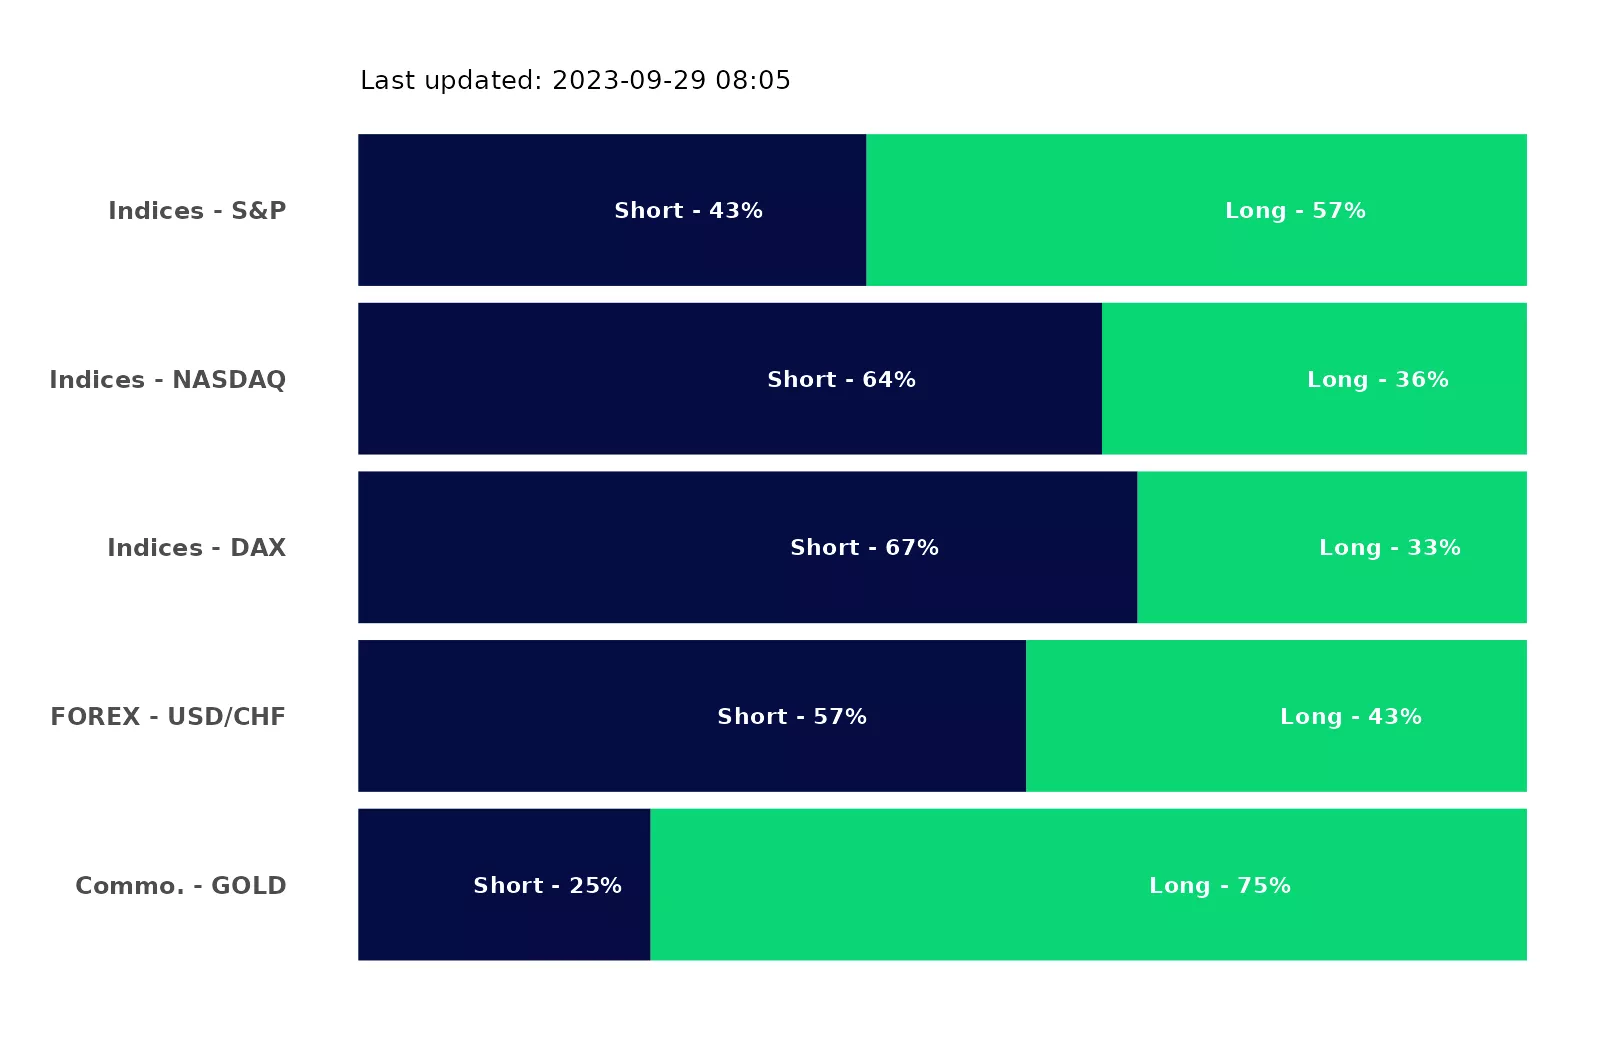 Last updated: 2023-09-29 08:05
Indices - S&P
Short - 43%
Long - 57%
Indices - NASDAQ
Short - 64%
Long - 36%
Indices - DAX
Short - 67%
Long - 33%
FOREX - USD/CHF
Short - 57%
Long - 43%
Commo. - GOLD
Short - 25%
Long - 75%